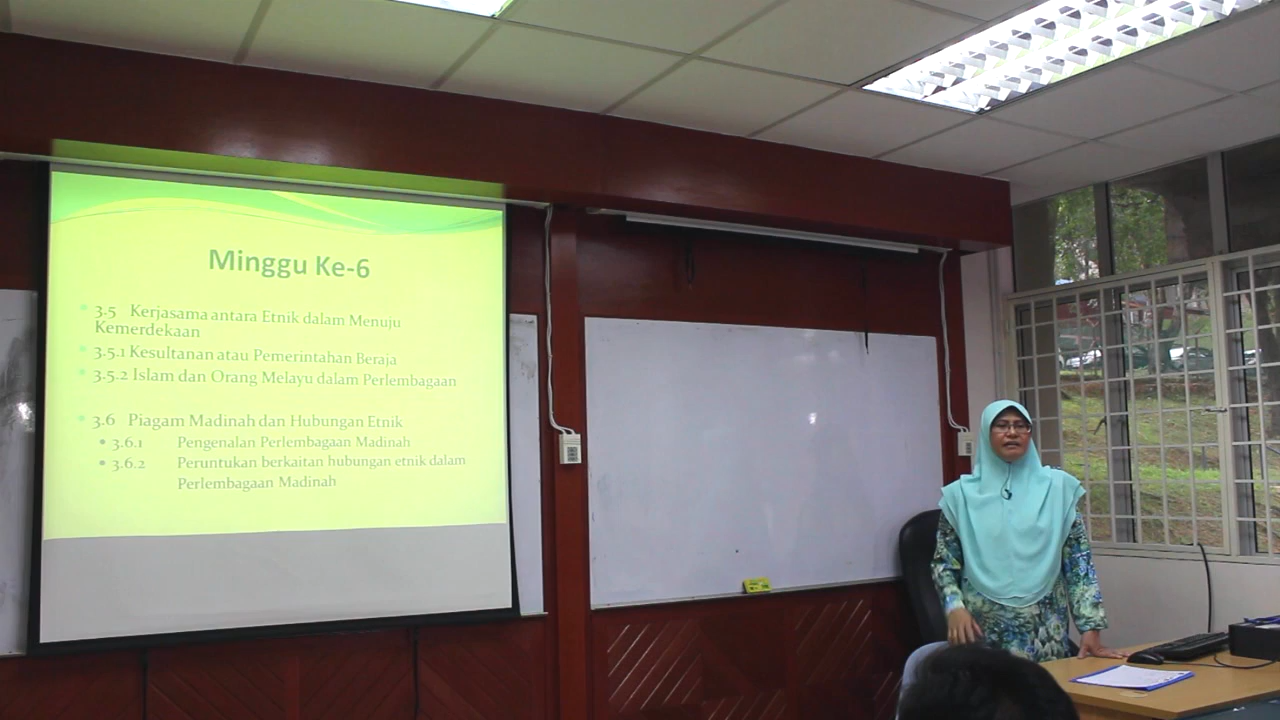 Minggu Ke-6
3.5 Kerjasama antara Etnik dalam Menuju
Kemerdekaan
3.5.1 Kesultanan atau Pemerintahan Beraja
3.5.2 Islam dan Orang Melayu dalam Perlembagaan
3.6 Piagam Madinah dan Hubungan Etnik
3.6.1 Pengenalan Perlembagaan Madinah
3.6.2 Peruntukan berkaitan hubungan etnik dalam
Perlembagaan Madinah